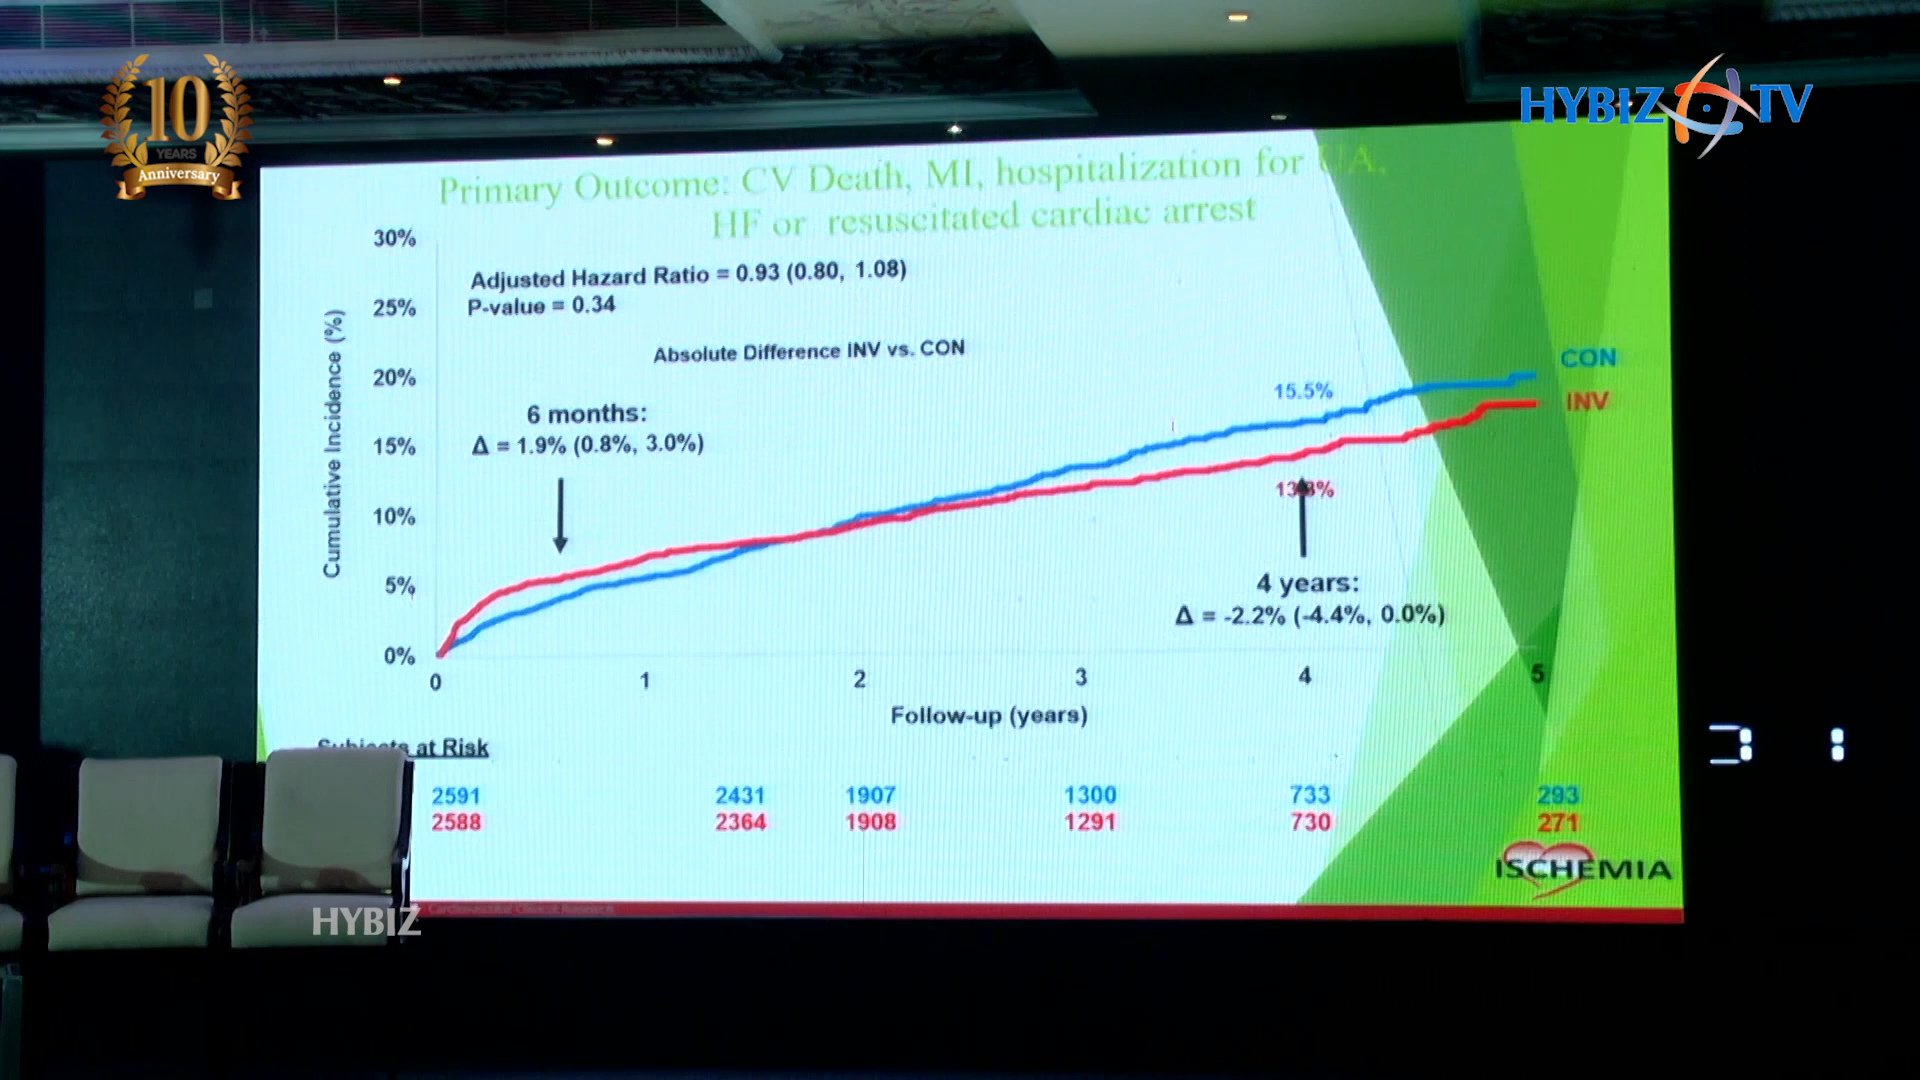 10
YEARS
Anniversary
HYBIZ TV
Primary Outcome: CV Death, MI, hospitalization for UA,
HF or resuscitated cardiac arrest
30%
25%
20%
15%
10%
5%
0%
Cumulative Incidence (%)
Adjusted Hazard Ratio = 0.93 (0.80, 1.08)
P-value = 0.34
Absolute Difference INV vs. CON
6 months:
Δ = 1.9% (0.8%, 3.0%)
15.5%
CON
INV
4 years:
Δ = -2.2% (-4.4%, 0.0%)
0 1 2 3 4 5
Follow-up (years)
Subjects at Risk
2591 2431 1907 1300 733 293
2588 2364 1908 1291 730 271
ISCHEMIA
Cardiovascular Clinical Research
HYBIZ